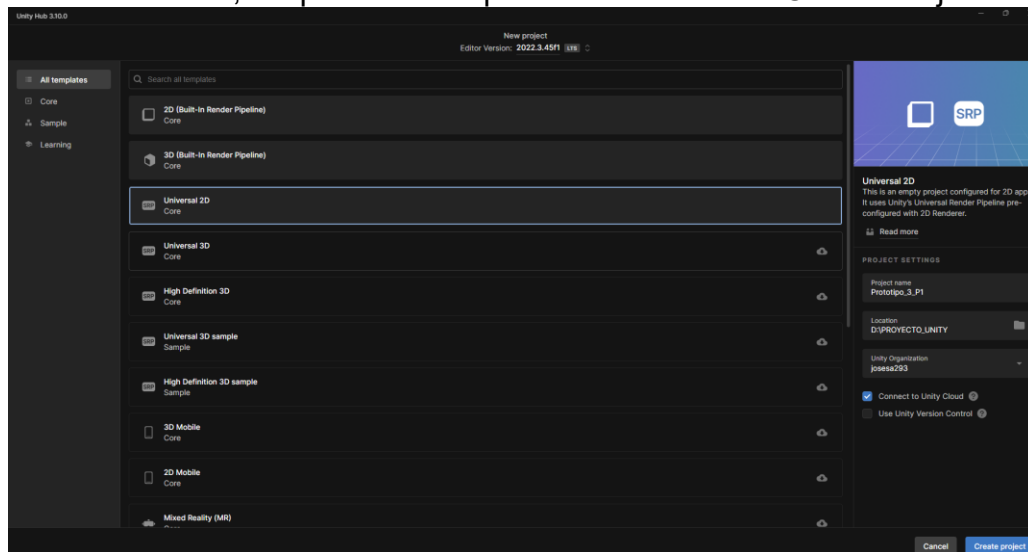 Unity Hub 3.10.0
New project
Editor Version: 2022.3.45f1 LTS
All templates
Core
Sample
Learning
Search all templates
2D (Built-In Render Pipeline)
Core
3D (Built-In Render Pipeline)
Core
Universal 2D
Core
Universal 3D
Core
High Definition 3D
Core
Universal 3D sample
Sample
High Definition 3D sample
Sample
3D Mobile
Core
2D Mobile
Core
Mixed Reality (MR)
SRP
Universal 2D
This is an empty project configured for 2D app
It uses Unity's Universal Render Pipeline pre-
configured with 2D Renderer.
Read more
PROJECT SETTINGS
Project name
Prototipo_3_P1
Location
D:\PROYECTO_UNITY
Unity Organization
josesa293
Connect to Unity Cloud
Use Unity Version Control
Cancel
Create project